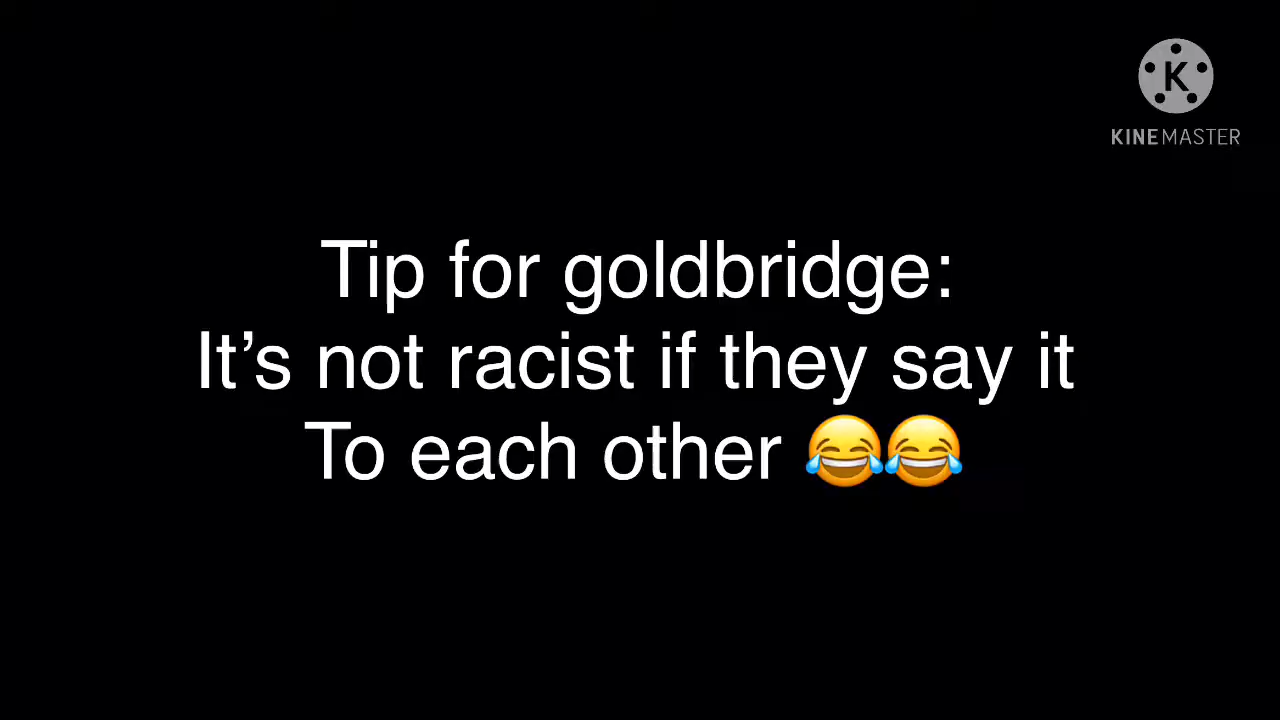 K
KINEMASTER
Tip for goldbridge:
It’s not racist if they say it
To each other 😂😂